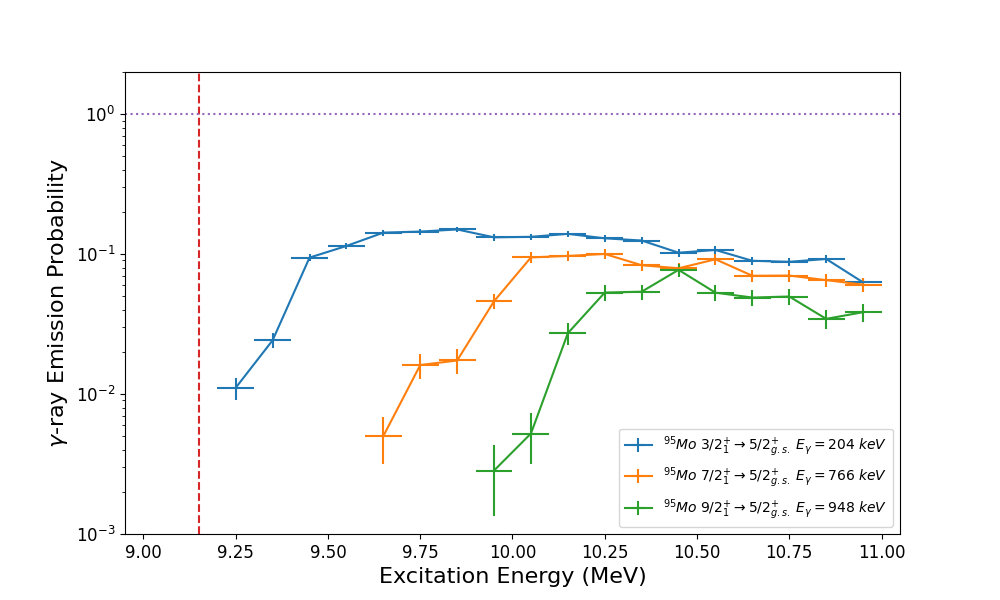 γ-ray Emission Probability
10⁰
10⁻¹
10⁻²
10⁻³
⁹⁵Mo 3/2⁺₁ → 5/2⁺g.s. Eγ = 204 keV
⁹⁵Mo 7/2⁺₁ → 5/2⁺g.s. Eγ = 766 keV
⁹⁵Mo 9/2⁺₁ → 5/2⁺g.s. Eγ = 948 keV
9.00 9.25 9.50 9.75 10.00 10.25 10.50 10.75 11.00
Excitation Energy (MeV)